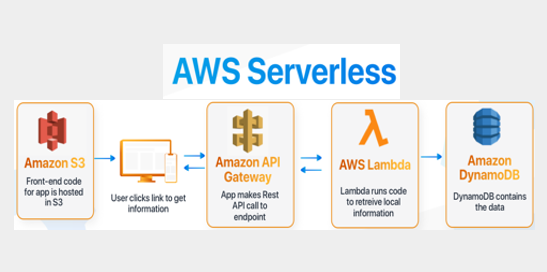 AWS Serverless
Amazon S3
Front-end code
for app is hosted
in S3
User clicks link to get
information
Amazon API
Gateway
App makes Rest
API call to
endpoint
AWS Lambda
Lambda runs code
to retreive local
information
Amazon
DynamoDB
DynamoDB contains
the data